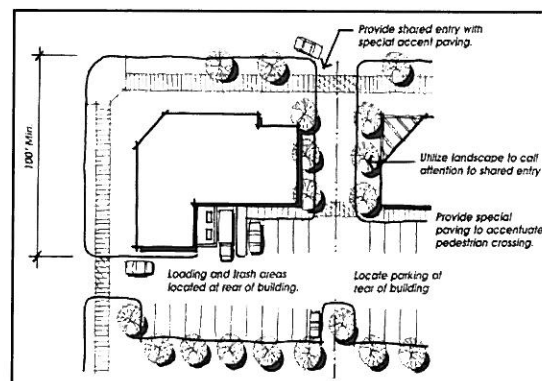 Provide shared entry with
special accent paving.
100' Min
Utilize landscape to call
attention to shared entry
Provide special
paving to accentuate
pedestrian crossing.
Loading and trash areas
located at rear of building.
Locate parking at
rear of building